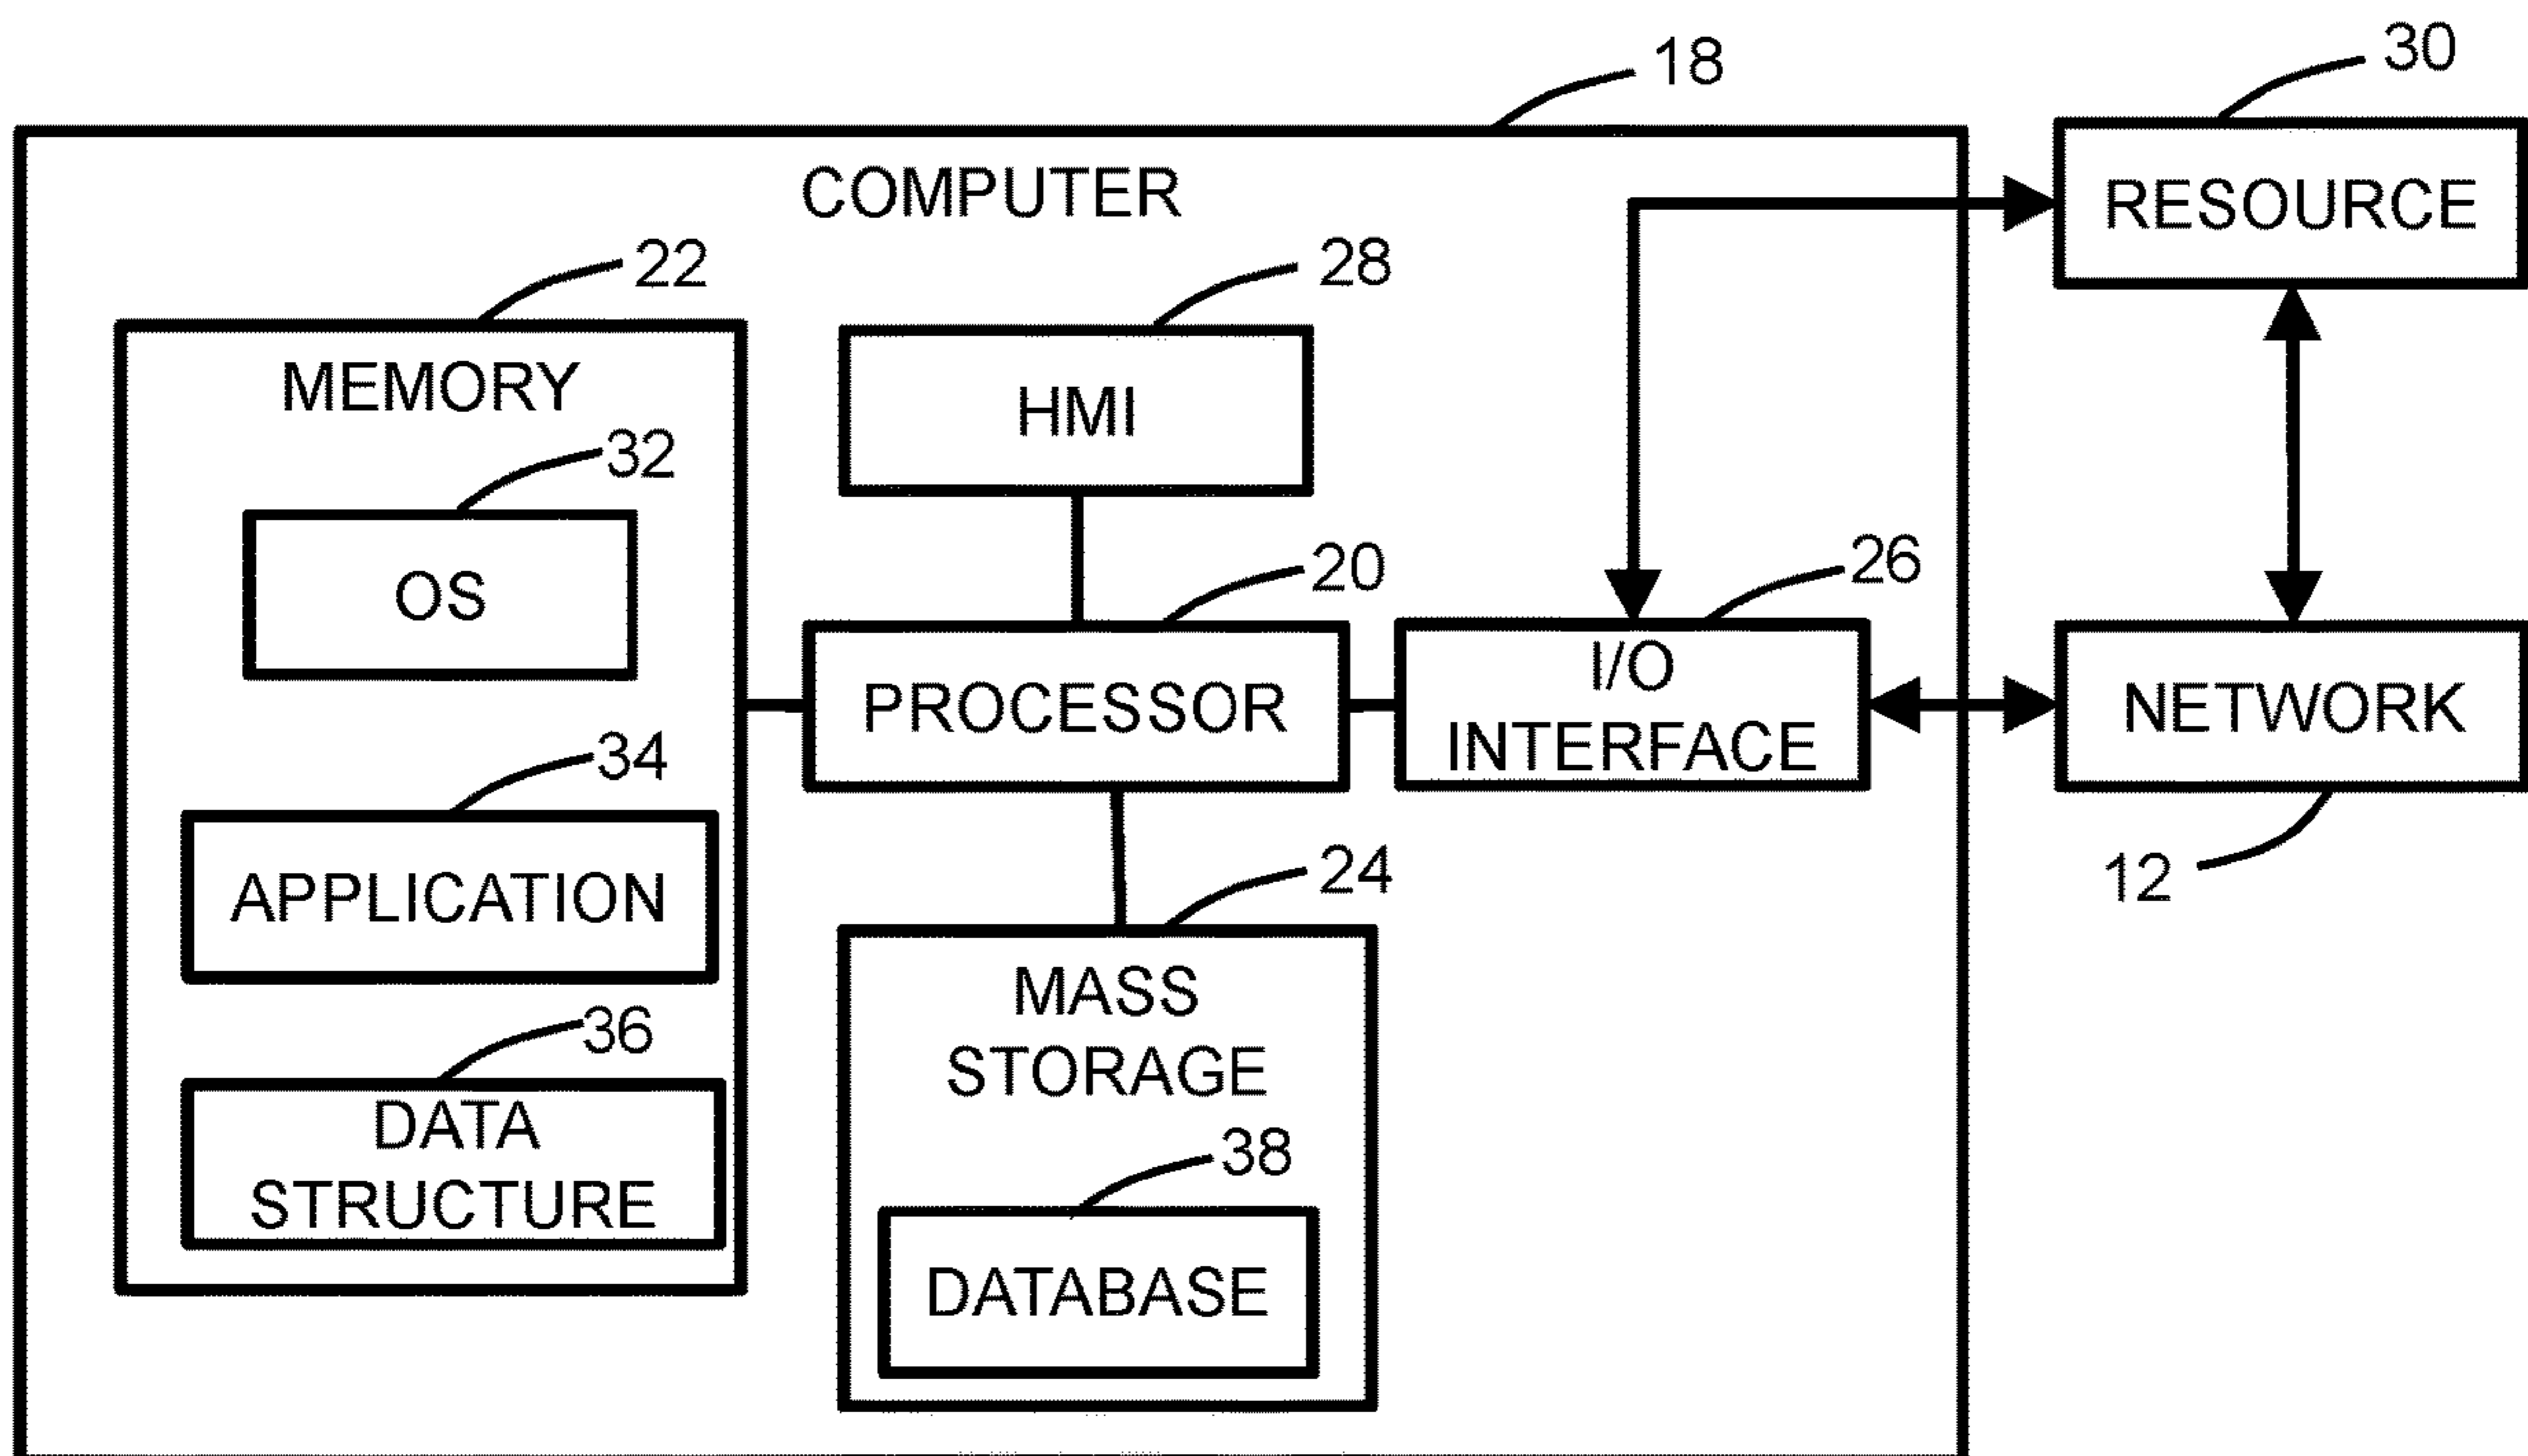 18
30
COMPUTER
RESOURCE
22
28
MEMORY
HMI
32
OS
20
26
PROCESSOR
I/O
INTERFACE
NETWORK
34
APPLICATION
24
12
MASS
STORAGE
36
DATA
STRUCTURE
38
DATABASE